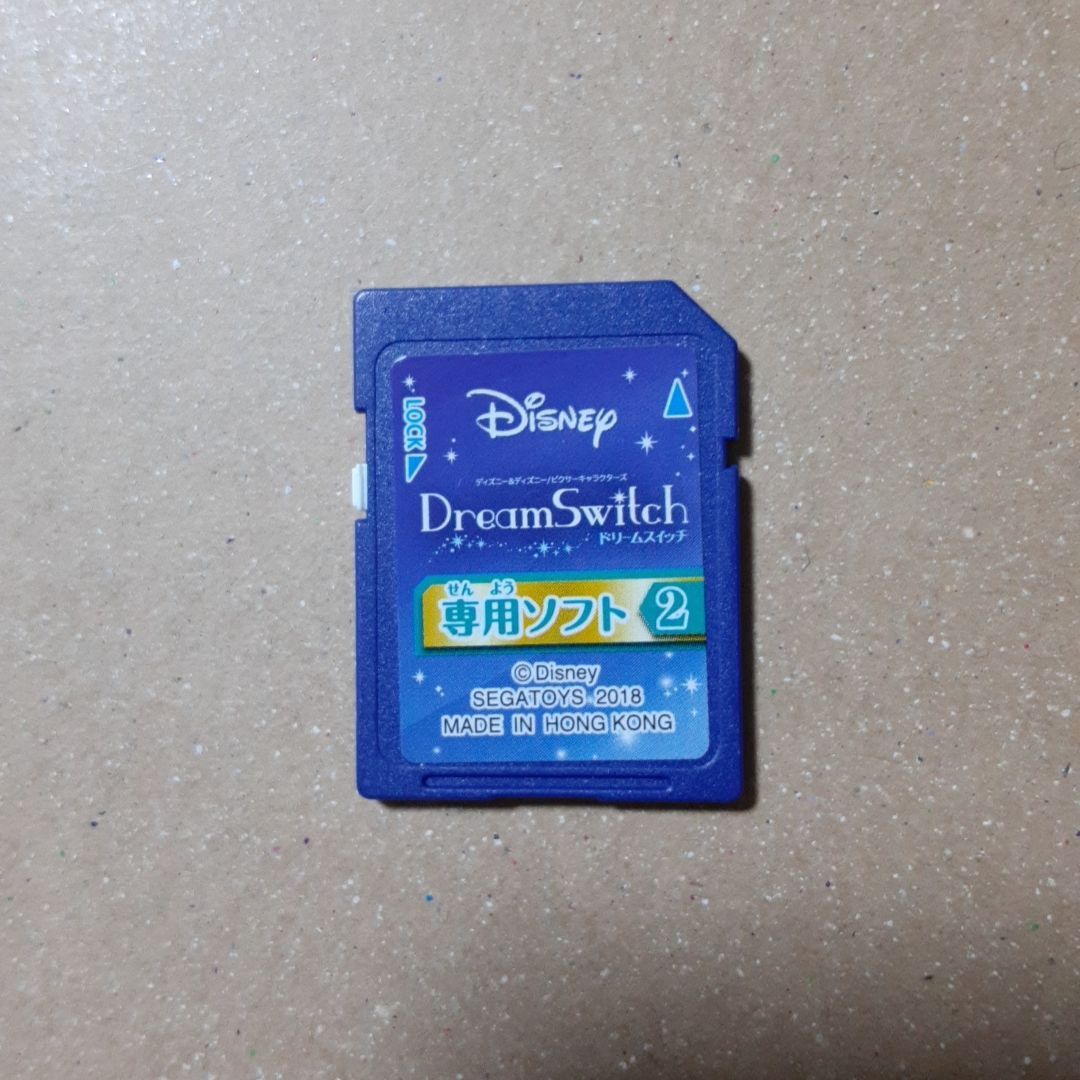 LOCK
Disney
ディズニー&ディズニー/ピクサーキャラクターズ
DreamSwitch
ドリームスイッチ
せん よう
専用ソフト 2
©Disney
SEGATOYS 2018
MADE IN HONG KONG